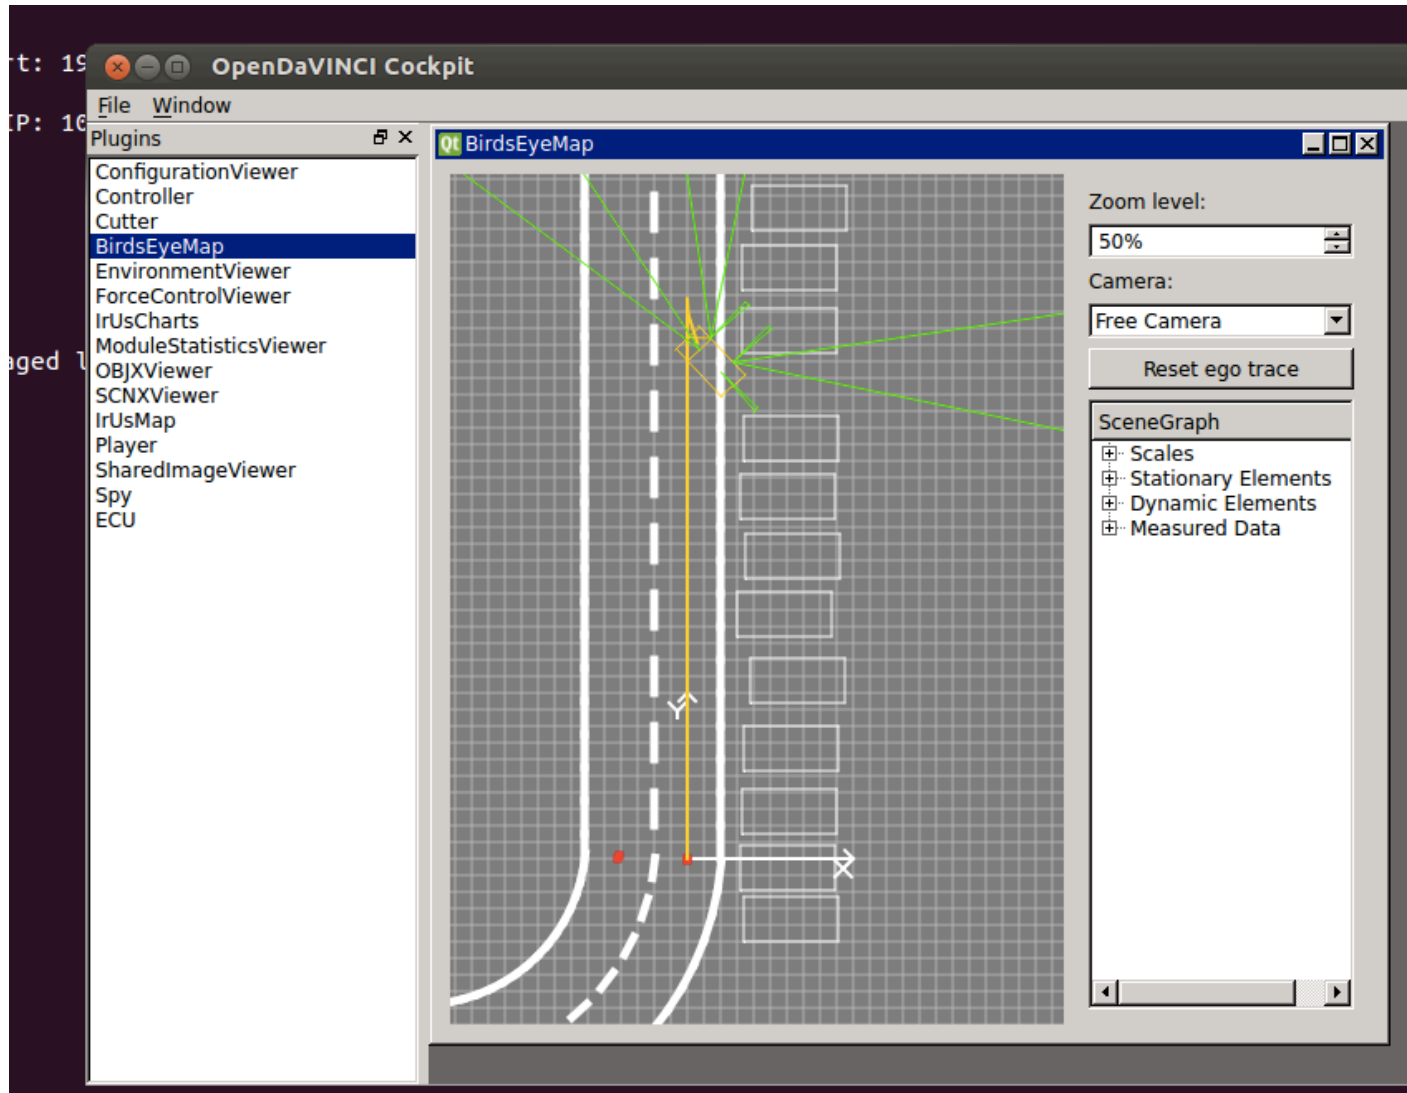 rt: 19
OpenDaVINCI Cockpit
File Window
IP: 10
Plugins
BirdsEyeMap
ConfigurationViewer
Controller
Cutter
BirdsEyeMap
EnvironmentViewer
ForceControlViewer
IrUsCharts
ModuleStatisticsViewer
OBJXViewer
SCNXViewer
IrUsMap
Player
SharedImageViewer
Spy
ECU
aged l
Y
X
Zoom level:
50%
Camera:
Free Camera
Reset ego trace
SceneGraph
Scales
Stationary Elements
Dynamic Elements
Measured Data